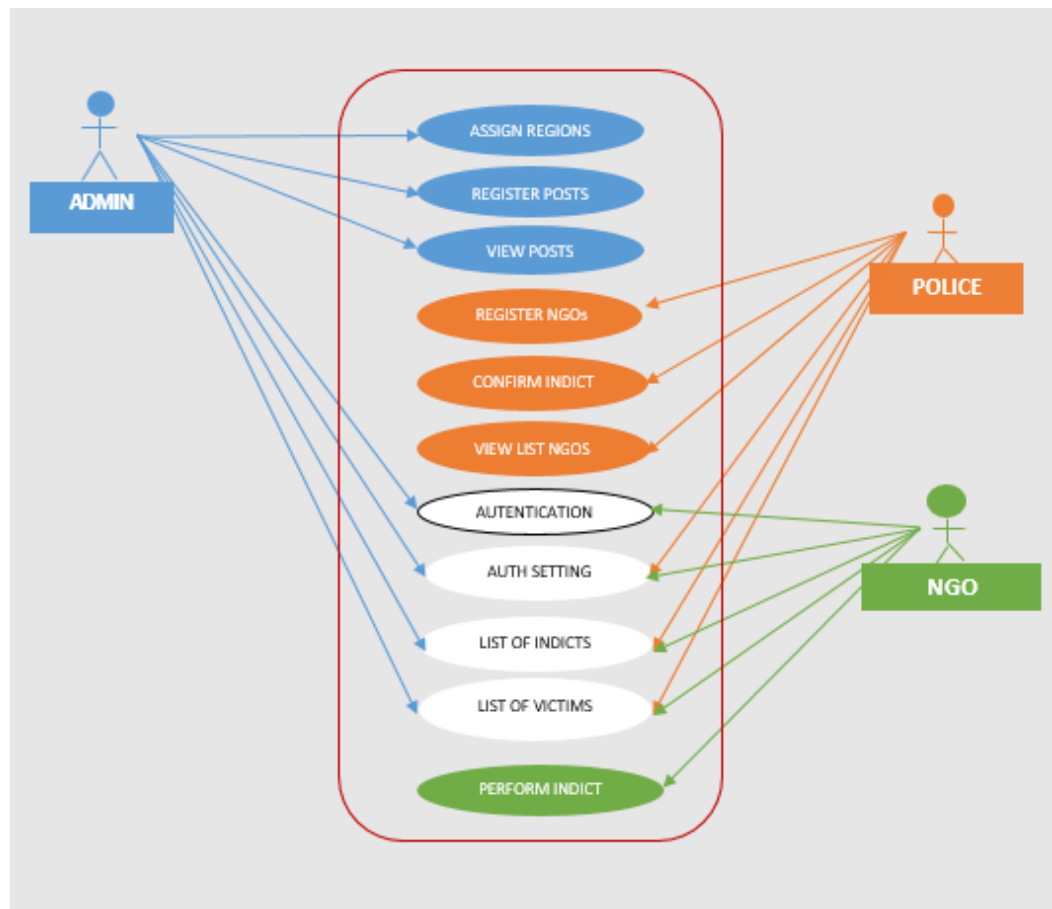 ADMIN
ASSIGN REGIONS
REGISTER POSTS
VIEW POSTS
REGISTER NGOs
CONFIRM INDICT
VIEW LIST NGOS
AUTENTICATION
AUTH SETTING
LIST OF INDICTS
LIST OF VICTIMS
PERFORM INDICT
POLICE
NGO